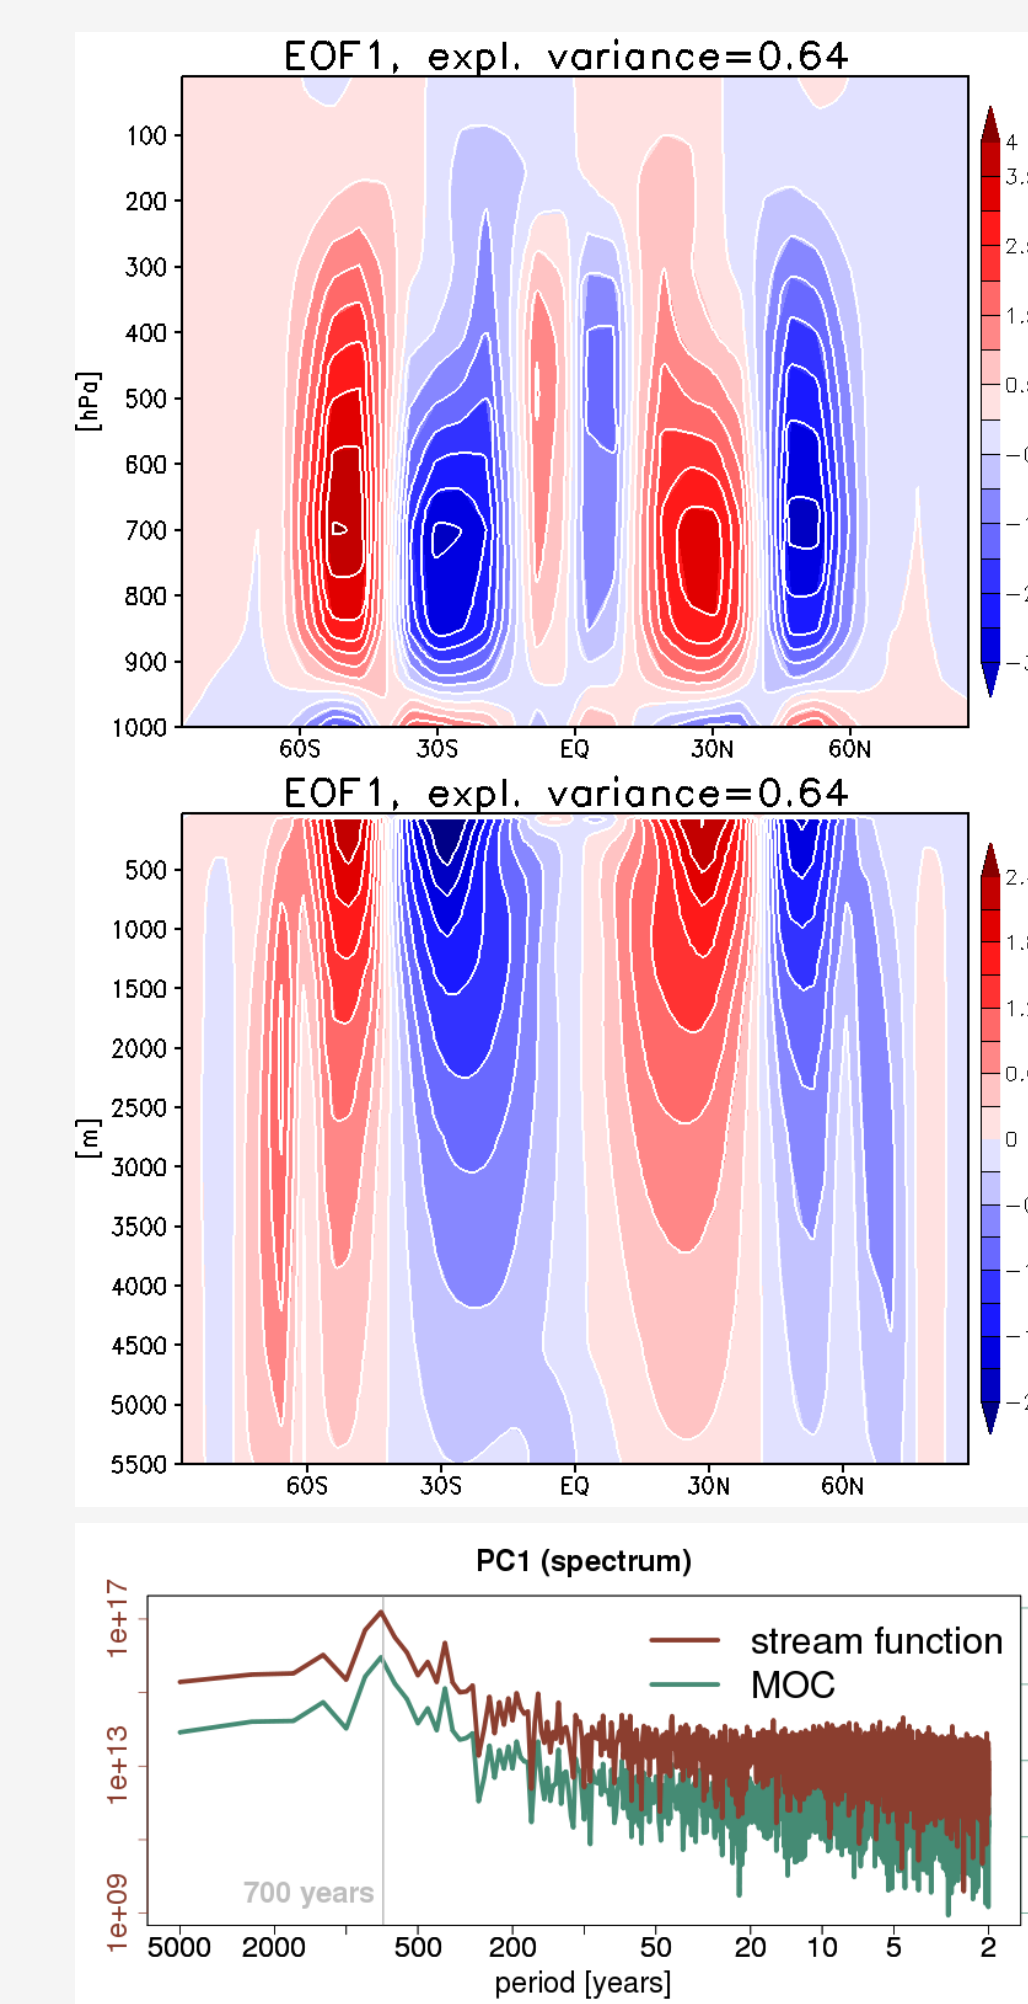 EOF1, expl. variance=0.64
100
200
300
400
500
600
700
800
900
1000
[hPa]
60S 30S EQ 30N 60N
4
EOF1, expl. variance=0.64
500
1000
1500
2000
2500
3000
3500
4000
4500
5000
5500
[m]
60S 30S EQ 30N 60N
0
PC1 (spectrum)
1e+17
1e+13
1e+09
stream function
MOC
700 years
5000 2000 500 200 50 20 10 5 2
period [years]